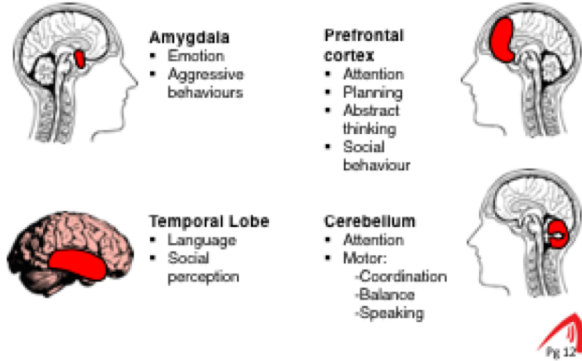 Amygdala
▪ Emotion
▪ Aggressive
behaviours
Prefrontal
cortex
▪ Attention
▪ Planning
▪ Abstract
thinking
▪ Social
behaviour
Temporal Lobe
▪ Language
▪ Social
perception
Cerebellum
▪ Attention
▪ Motor:
-Coordination
-Balance
-Speaking
Pg 12